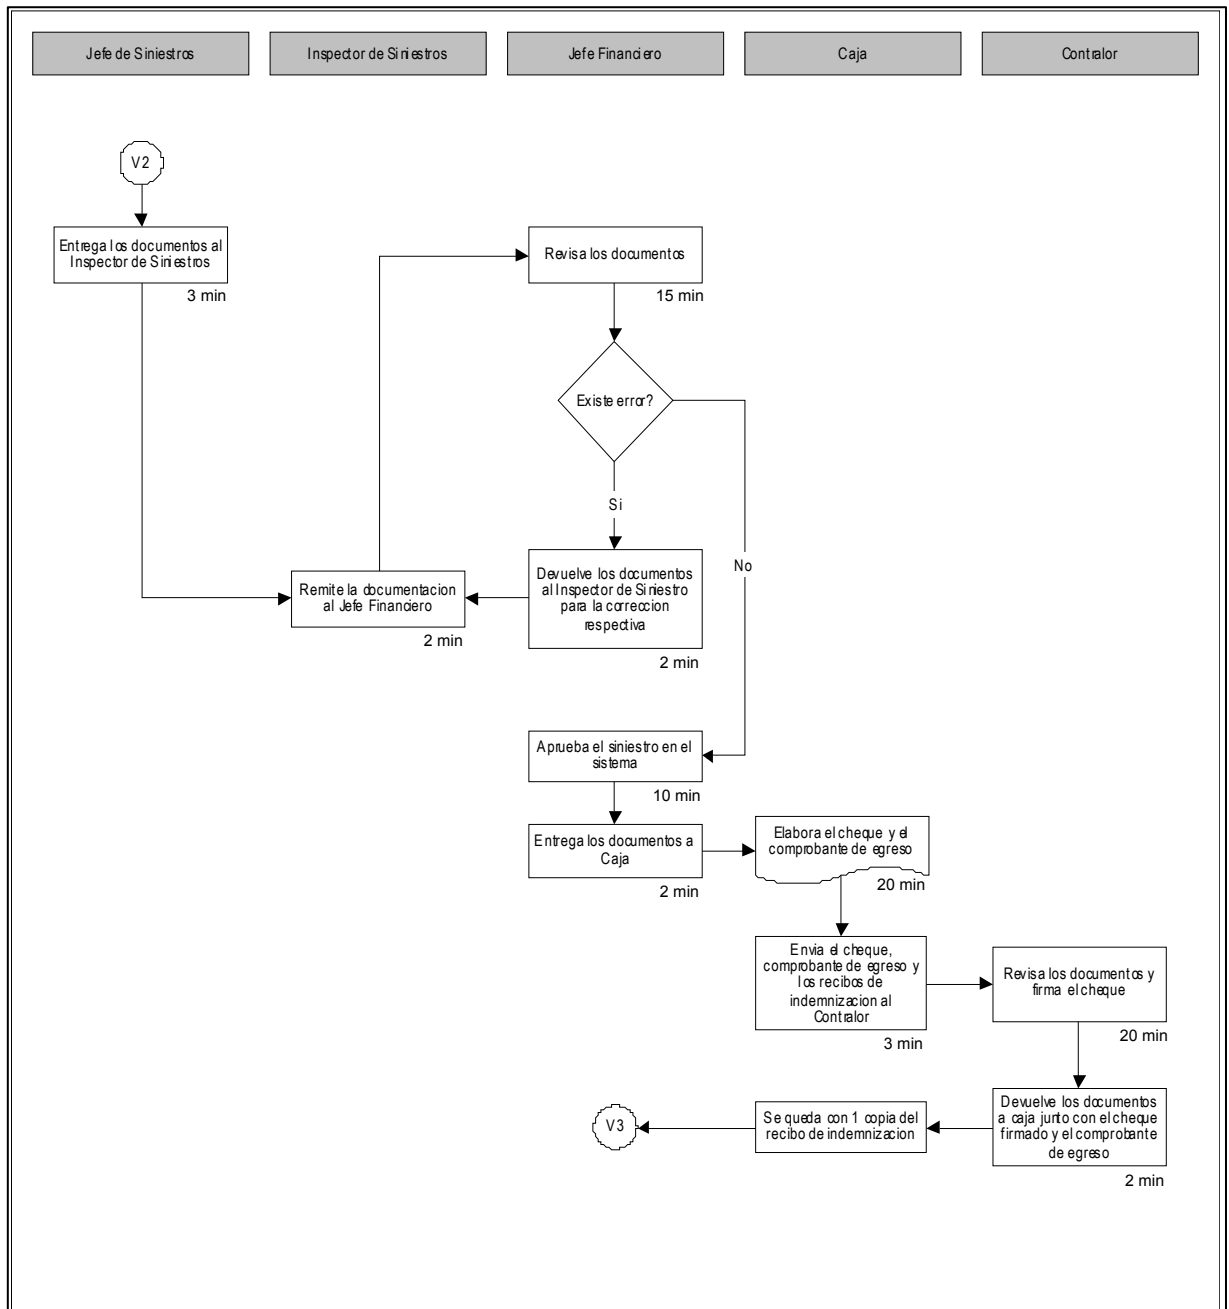 Jefe de Siniestros
Inspector de Siniestros
Jefe Financiero
Caja
Contralor
V2
Entrega los documentos al
Inspector de Siniestros
3 min
Revisa los documentos
15 min
Existe error?
Si
No
Devuelve los documentos
al Inspector de Siniestro
para la correccion
respectiva
2 min
Remite la documentacion
al Jefe Financiero
2 min
Aprueba el siniestro en el
sistema
10 min
Entrega los documentos a
Caja
2 min
Elabora el cheque y el
comprobante de egreso
20 min
Envia el cheque,
comprobante de egreso y
los recibos de
indemnizacion al
Contralor
3 min
Revisa los documentos y
firma el cheque
20 min
Devuelve los documentos
a caja junto con el cheque
firmado y el comprobante
de egreso
2 min
Se queda con 1 copia del
recibo de indemnizacion
V3